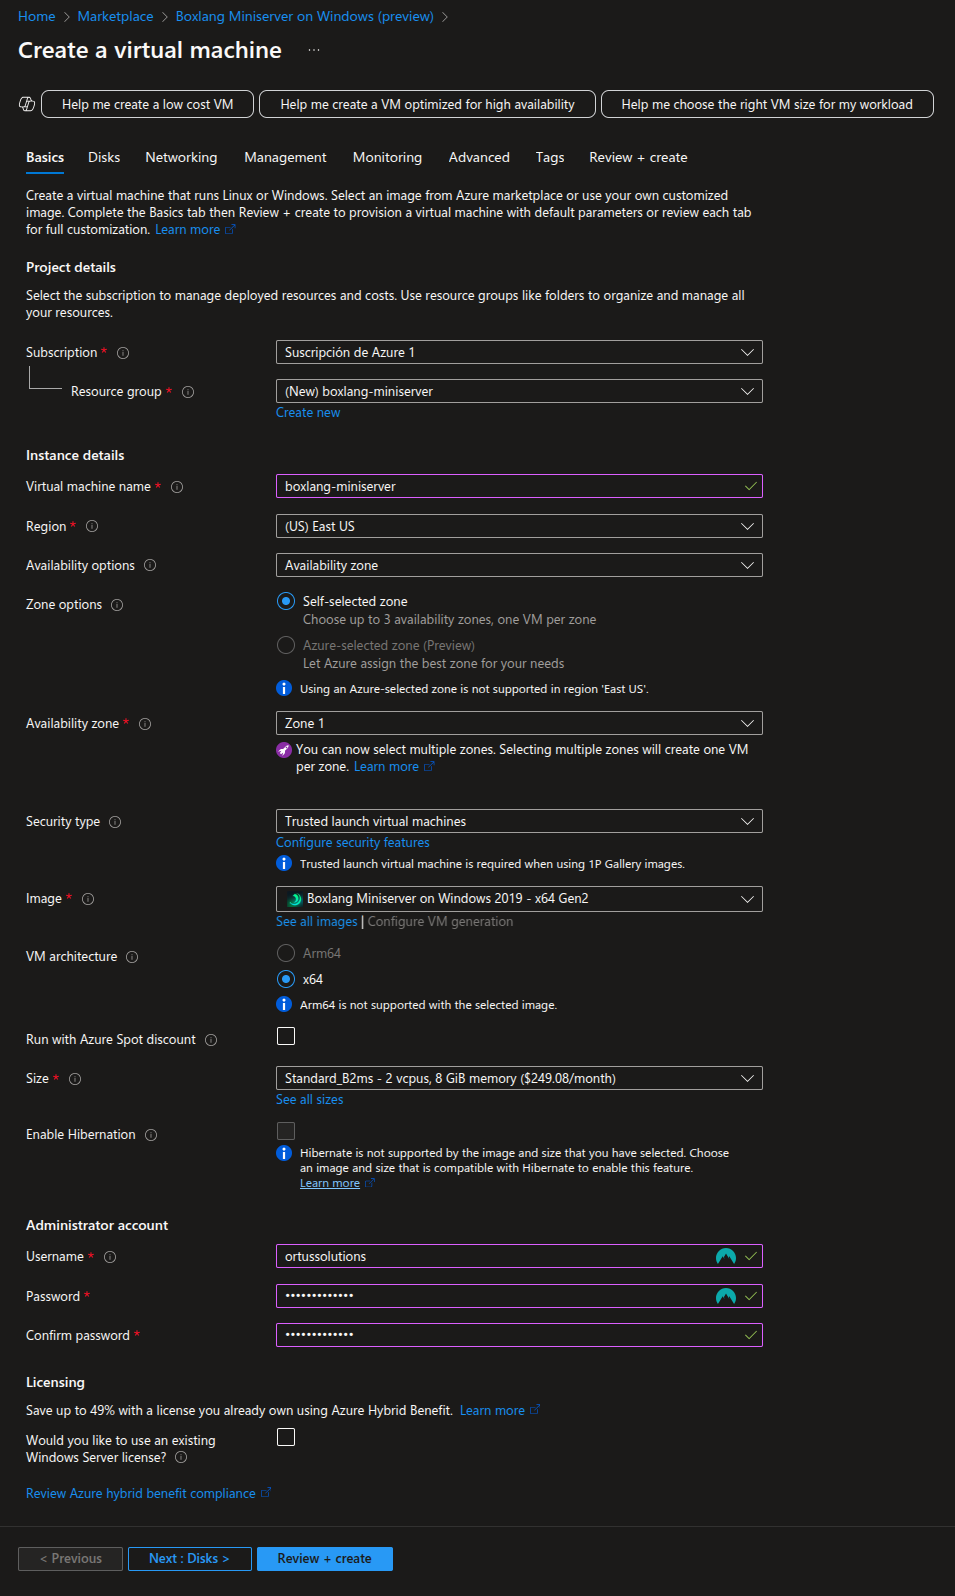 Home > Marketplace > Boxlang Miniserver on Windows (preview) >
Create a virtual machine ...
Help me create a low cost VM
Help me create a VM optimized for high availability
Help me choose the right VM size for my workload
Basics Disks Networking Management Monitoring Advanced Tags Review + create
Create a virtual machine that runs Linux or Windows. Select an image from Azure marketplace or use your own customized
image. Complete the Basics tab then Review + create to provision a virtual machine with default parameters or review each tab
for full customization. Learn more
Project details
Select the subscription to manage deployed resources and costs. Use resource groups like folders to organize and manage all
your resources.
Subscription *
Suscripción de Azure 1
Resource group *
(New) boxlang-miniserver
Create new
Instance details
Virtual machine name *
boxlang-miniserver
Region *
(US) East US
Availability options
Availability zone
Zone options
Self-selected zone
Choose up to 3 availability zones, one VM per zone
Azure-selected zone (Preview)
Let Azure assign the best zone for your needs
Using an Azure-selected zone is not supported in region 'East US'.
Availability zone *
Zone 1
You can now select multiple zones. Selecting multiple zones will create one VM
per zone. Learn more
Security type
Trusted launch virtual machines
Configure security features
Trusted launch virtual machine is required when using 1P Gallery images.
Image *
Boxlang Miniserver on Windows 2019 - x64 Gen2
See all images | Configure VM generation
VM architecture
Arm64
x64
Arm64 is not supported with the selected image.
Run with Azure Spot discount
Size *
Standard_B2ms - 2 vcpus, 8 GiB memory ($249.08/month)
See all sizes
Enable Hibernation
Hibernate is not supported by the image and size that you have selected. Choose
an image and size that is compatible with Hibernate to enable this feature.
Learn more
Administrator account
Username *
ortussolutions
Password *
•••••••••••••
Confirm password *
•••••••••••••
Licensing
Save up to 49% with a license you already own using Azure Hybrid Benefit. Learn more
Would you like to use an existing
Windows Server license?
Review Azure hybrid benefit compliance
< Previous
Next : Disks >
Review + create